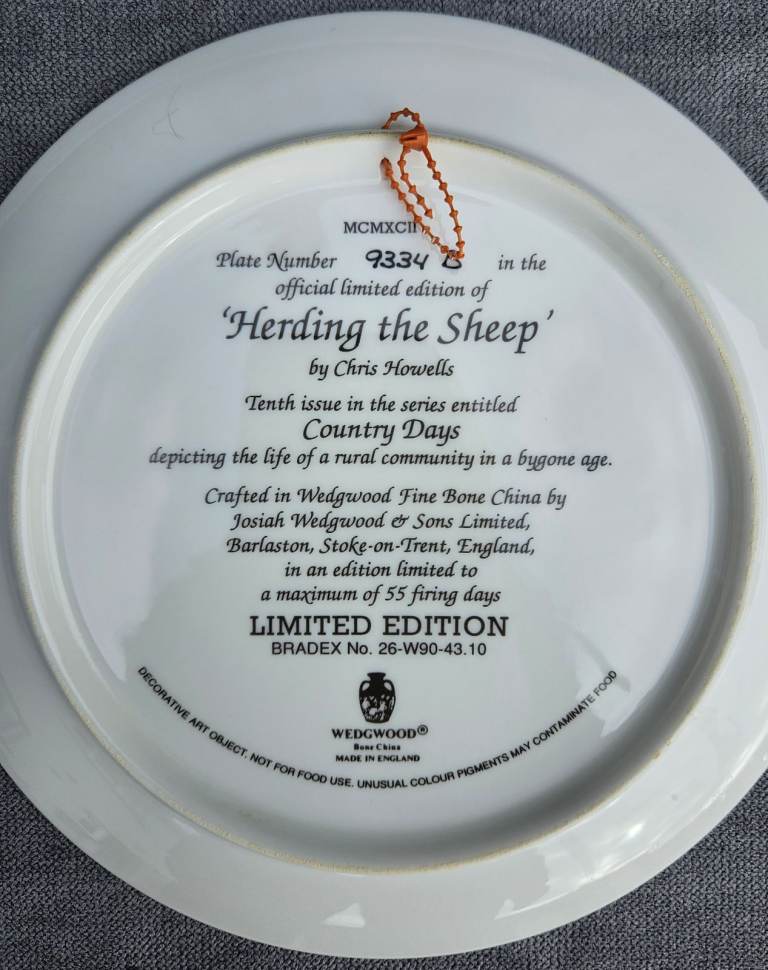 MCMXCII
Plate Number 9334 in the
official limited edition of
‘Herding the Sheep’
by Chris Howells
Tenth issue in the series entitled
Country Days
depicting the life of a rural community in a bygone age.
Crafted in Wedgwood Fine Bone China by
Josiah Wedgwood & Sons Limited,
Barlaston, Stoke-on-Trent, England,
in an edition limited to
a maximum of 55 firing days
LIMITED EDITION
BRADEX No. 26-W90-43.10
WEDGWOOD®
Bone China
MADE IN ENGLAND
DECORATIVE ART OBJECT. NOT FOR FOOD USE. UNUSUAL COLOUR PIGMENTS MAY CONTAMINATE FOOD